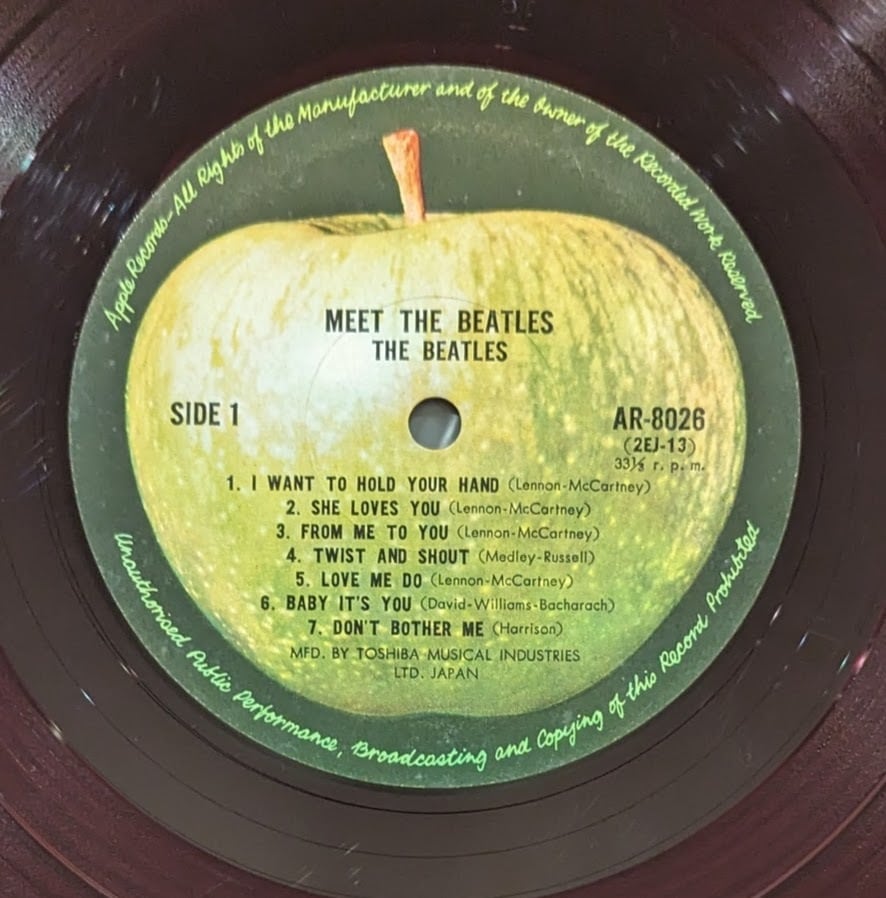 Apple Records-All Rights of the Manufacturer and of the Owner of the Recorded Work Reserved
MEET THE BEATLES
THE BEATLES
SIDE 1
AR-8026
(2EJ-13)
33⅓ r. p. m.
1. I WANT TO HOLD YOUR HAND (Lennon-McCartney)
2. SHE LOVES YOU (Lennon-McCartney)
3. FROM ME TO YOU (Lennon-McCartney)
4. TWIST AND SHOUT (Medley-Russell)
5. LOVE ME DO (Lennon-McCartney)
6. BABY IT'S YOU (David-Williams-Bacharach)
7. DON'T BOTHER ME (Harrison)
MFD. BY TOSHIBA MUSICAL INDUSTRIES
LTD. JAPAN
Unauthorised Public Performance, Broadcasting and Copying of this Record Prohibited